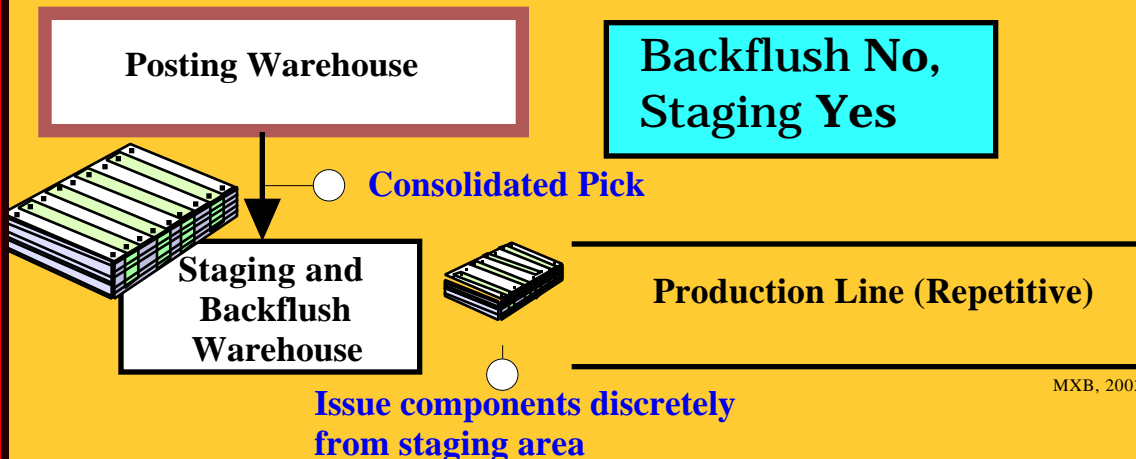 Posting Warehouse
Backflush No,
Staging Yes
Consolidated Pick
Staging and
Backflush
Warehouse
Production Line (Repetitive)
MXB, 2003
Issue components discretely
from staging area